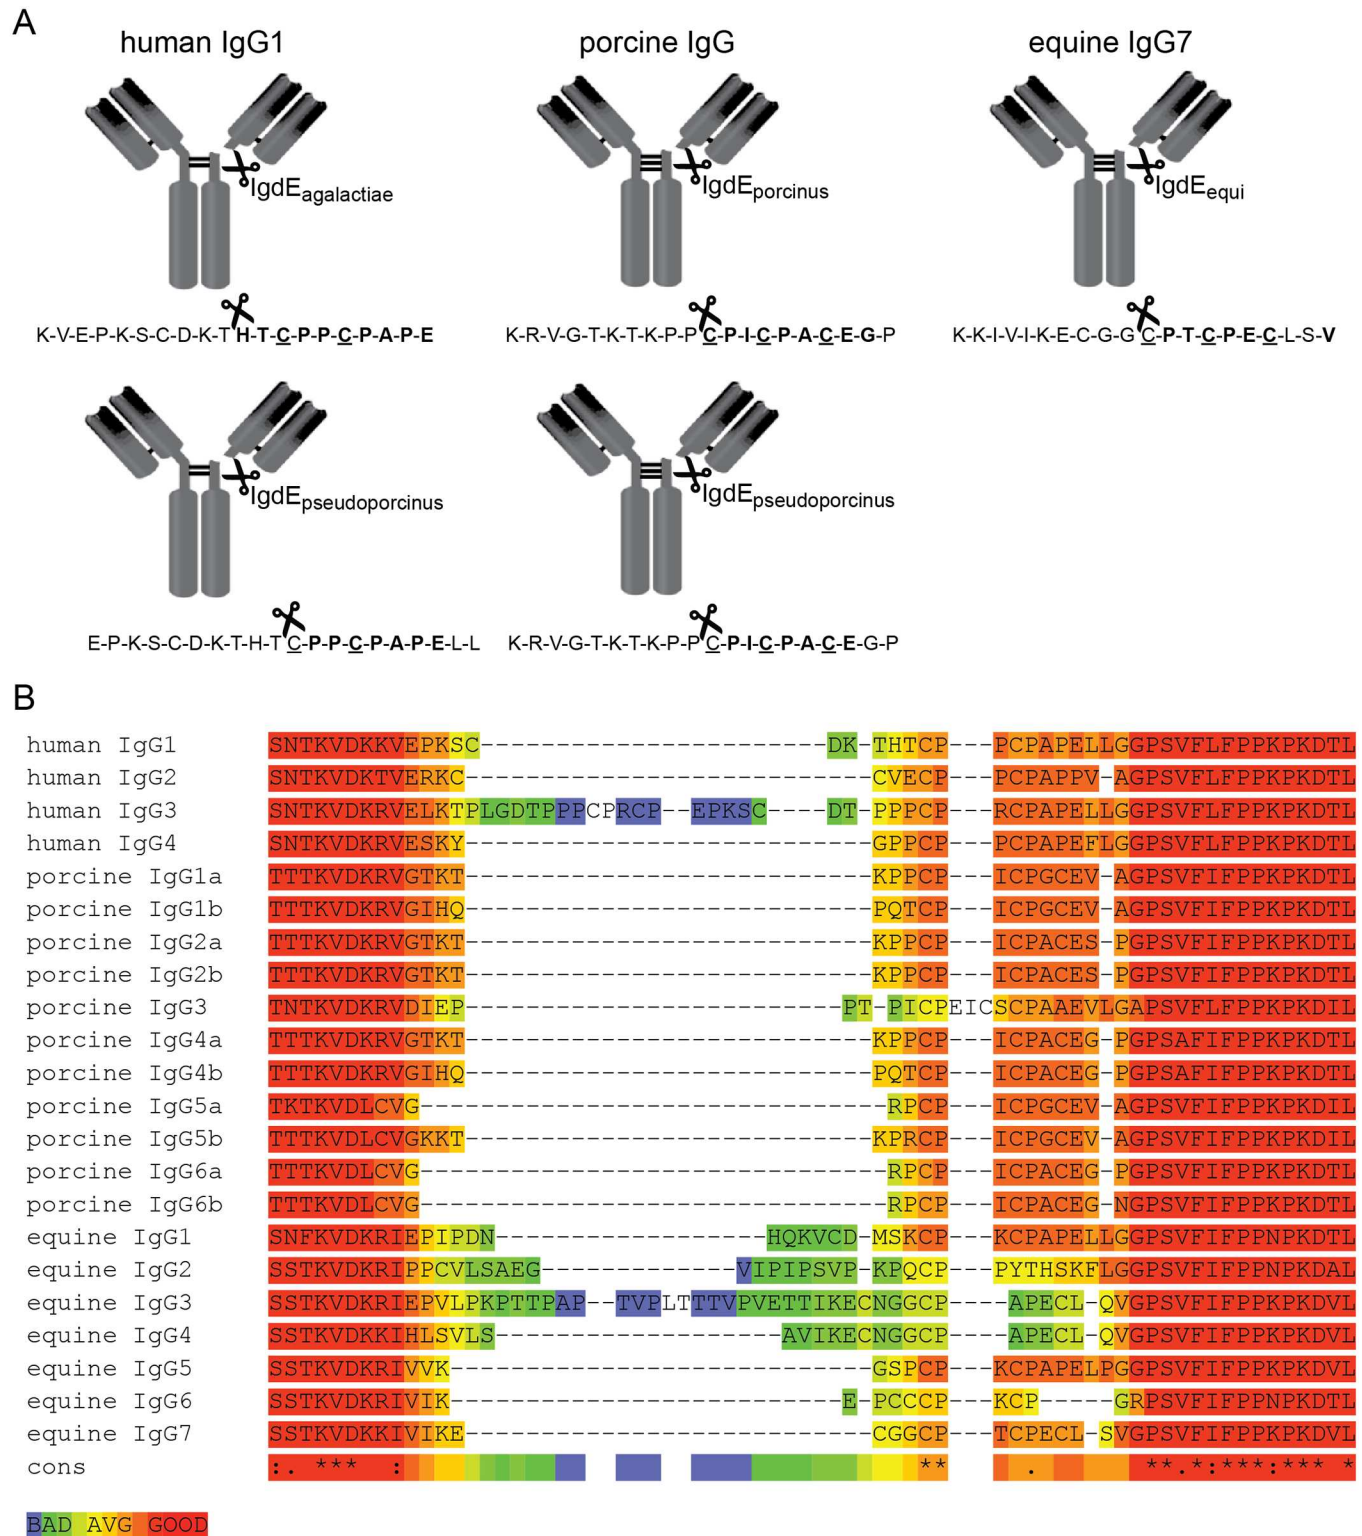 A
human IgG1 porcine IgG equine IgG7
IgdEagalactiae IgdEporcinus IgdEequi
K-V-E-P-K-S-C-D-K-T H-T-C-P-P-C-P-A-P-E K-R-V-G-T-K-T-K-P-P C-P-I-C-P-A-C-E-G-P K-K-I-V-I-K-E-C-G-G C-P-T-C-P-E-C-L-S-V
IgdEpseudoporcinus IgdEpseudoporcinus
E-P-K-S-C-D-K-T-H-T C-P-P-C-P-A-P-E-L-L K-R-V-G-T-K-T-K-P-P C-P-I-C-P-A-C-E-G-P
B
human IgG1 SNTKVDKKVEPKSC-----------------------DK-THTCP---PCPAPELLGGPSVFLFPPKPKDTL
human IgG2 SNTKVDKTVERKC---------------------------CVECP---PCPAPPV-AGPSVFLFPPKPKDTL
human IgG3 SNTKVDKRVELKTPLGDTPPPCPRCP--EPKSC----DT-PPPCP---RCPAPELLGGPSVFLFPPKPKDTL
human IgG4 SNTKVDKRVESKY---------------------------GPPCP---PCPAPEFLGGPSVFLFPPKPKDTL
porcine IgG1a TTTKVDKRVGTKT---------------------------KPPCP---ICPGCEV-AGPSVFIFPPKPKDTL
porcine IgG1b TTTKVDKRVGIHQ---------------------------PQTCP---ICPGCEV-AGPSVFIFPPKPKDTL
porcine IgG2a TTTKVDKRVGTKT---------------------------KPPCP---ICPACES-PGPSVFIFPPKPKDTL
porcine IgG2b TTTKVDKRVGTKT---------------------------KPPCP---ICPACES-PGPSVFIFPPKPKDTL
porcine IgG3 TNTKVDKRVDIEP-------------------------PT-PICPEICSCPAAEVLGAPSVFLFPPKPKDIL
porcine IgG4a TTTKVDKRVGTKT---------------------------KPPCP---ICPACEG-PGPSAFIFPPKPKDTL
porcine IgG4b TTTKVDKRVGIHQ---------------------------PQTCP---ICPACEG-PGPSAFIFPPKPKDTL
porcine IgG5a TKTKVDLCVG-------------------------------RPCP---ICPGCEV-AGPSVFIFPPKPKDIL
porcine IgG5b TTTKVDLCVGKKT---------------------------KPRCP---ICPGCEV-AGPSVFIFPPKPKDIL
porcine IgG6a TTTKVDLCVG-------------------------------RPCP---ICPACEG-PGPSVFIFPPKPKDTL
porcine IgG6b TTTKVDLCVG-------------------------------RPCP---ICPACEG-NGPSVFIFPPKPKDTL
equine IgG1 SNFKVDKRIEPIPDN------------------HQKVCD-MSKCP---KCPAPELLGGPSVFIFPPNPKDTL
equine IgG2 SSTKVDKRIPPCVLSAEG-------------VIPIPSVP-KPQCP---PYTHSKFLGGPSVFIFPPNPKDAL
equine IgG3 SSTKVDKRIEPVLPKPTTPAP--TVPLTTTVPVETTIKECNGGCP----APECL-QVGPSVFIFPPKPKDVL
equine IgG4 SSTKVDKKIHLSVLS-------------------AVIKECNGGCP----APECL-QVGPSVFIFPPKPKDVL
equine IgG5 SSTKVDKRIVVK----------------------------GSPCP---KCPAPELPGGPSVFIFPPKPKDVL
equine IgG6 SSTKVDKRIVIK--------------------------E-PCCCP---KCP-----GRPSVFIFPPNPKDTL
equine IgG7 SSTKVDKKIVIKE---------------------------CGGCP---TCPECL-SVGPSVFIFPPKPKDVL
cons :. *** : ** . **.*:***:*** *
BAD AVG GOOD